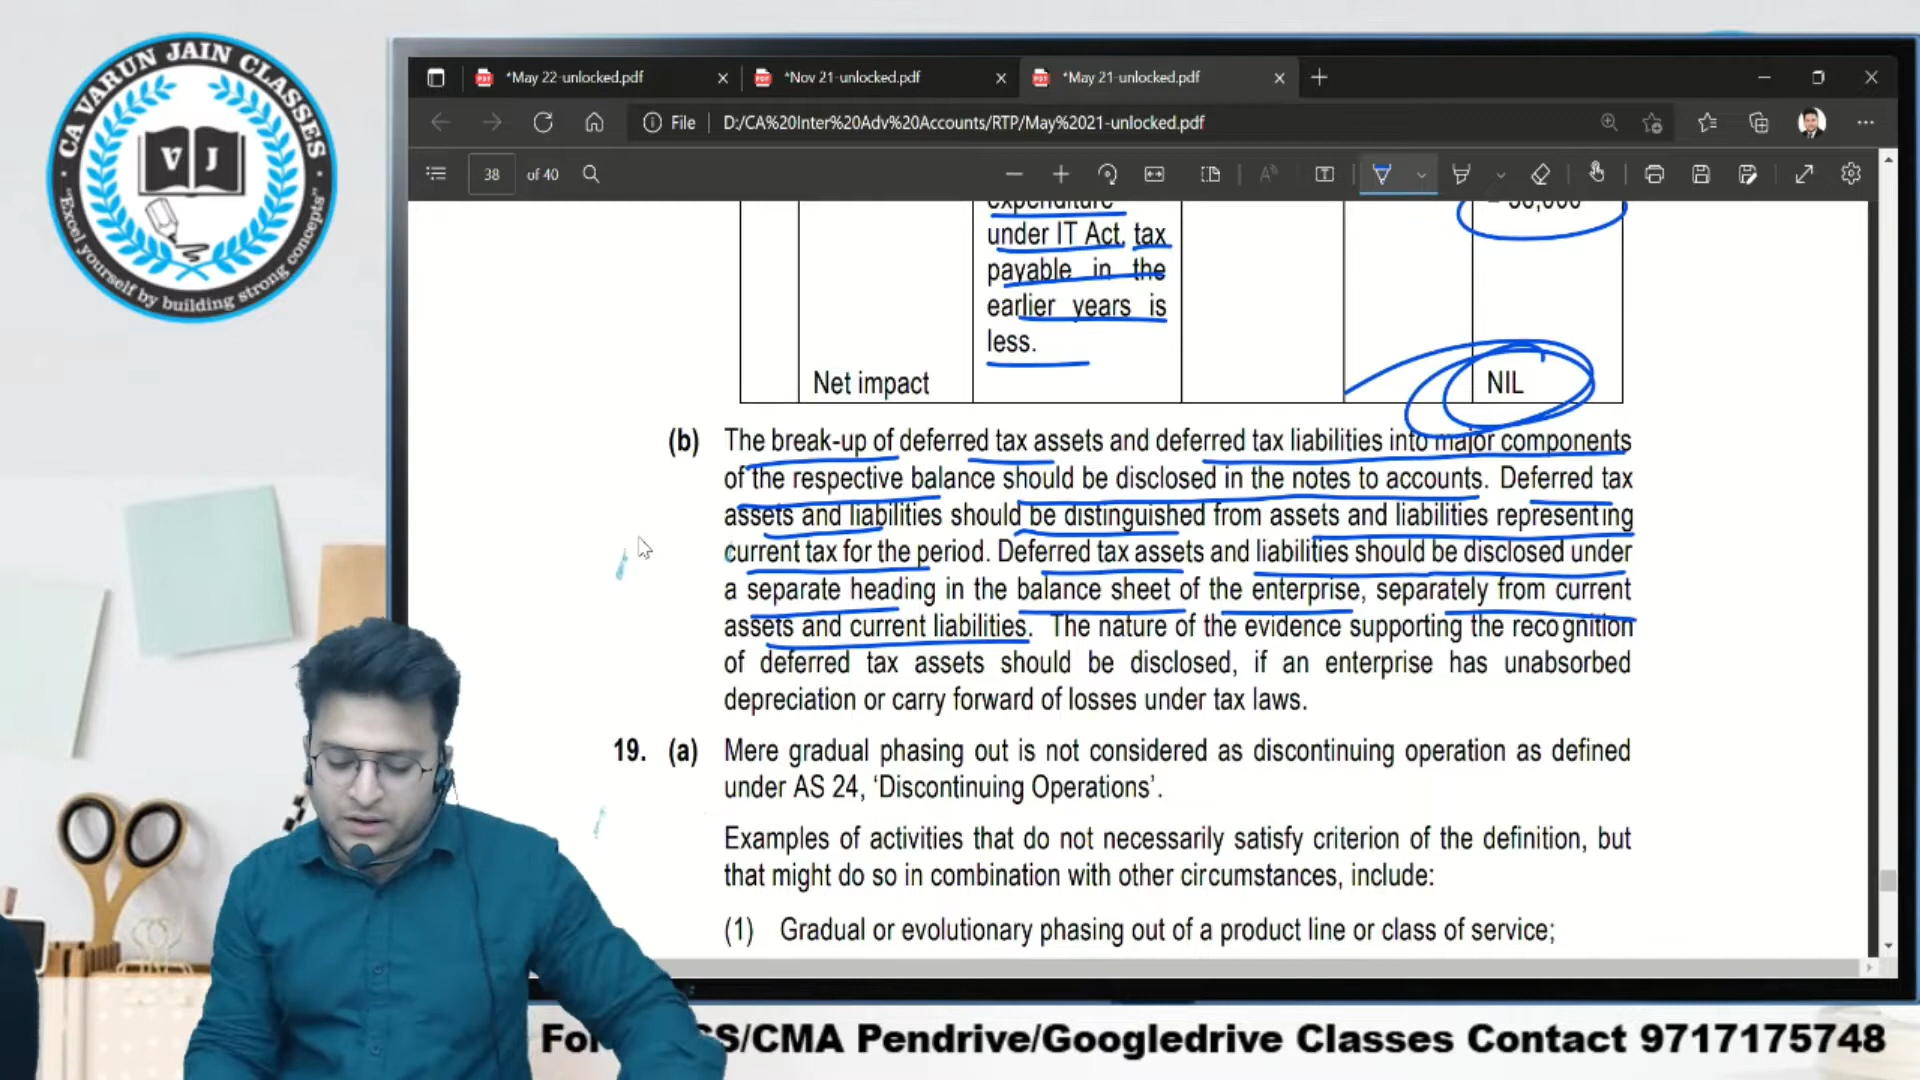 CA VARUN JAIN CLASSES
V J
"Excel yourself by building strong concepts"
*May 22-unlocked.pdf
*Nov 21-unlocked.pdf
*May 21-unlocked.pdf
File D:/CA%20Inter%20Adv%20Accounts/RTP/May%2021-unlocked.pdf
38 of 40
expenditure
under IT Act, tax
payable in the
earlier years is
less.
Net impact NIL
(b) The break-up of deferred tax assets and deferred tax liabilities into major components
of the respective balance should be disclosed in the notes to accounts. Deferred tax
assets and liabilities should be distinguished from assets and liabilities representing
current tax for the period. Deferred tax assets and liabilities should be disclosed under
a separate heading in the balance sheet of the enterprise, separately from current
assets and current liabilities. The nature of the evidence supporting the recognition
of deferred tax assets should be disclosed, if an enterprise has unabsorbed
depreciation or carry forward of losses under tax laws.
19. (a) Mere gradual phasing out is not considered as discontinuing operation as defined
under AS 24, ‘Discontinuing Operations’.
Examples of activities that do not necessarily satisfy criterion of the definition, but
that might do so in combination with other circumstances, include:
(1) Gradual or evolutionary phasing out of a product line or class of service;
S/CMA Pendrive/Googledrive Classes Contact 9717175748